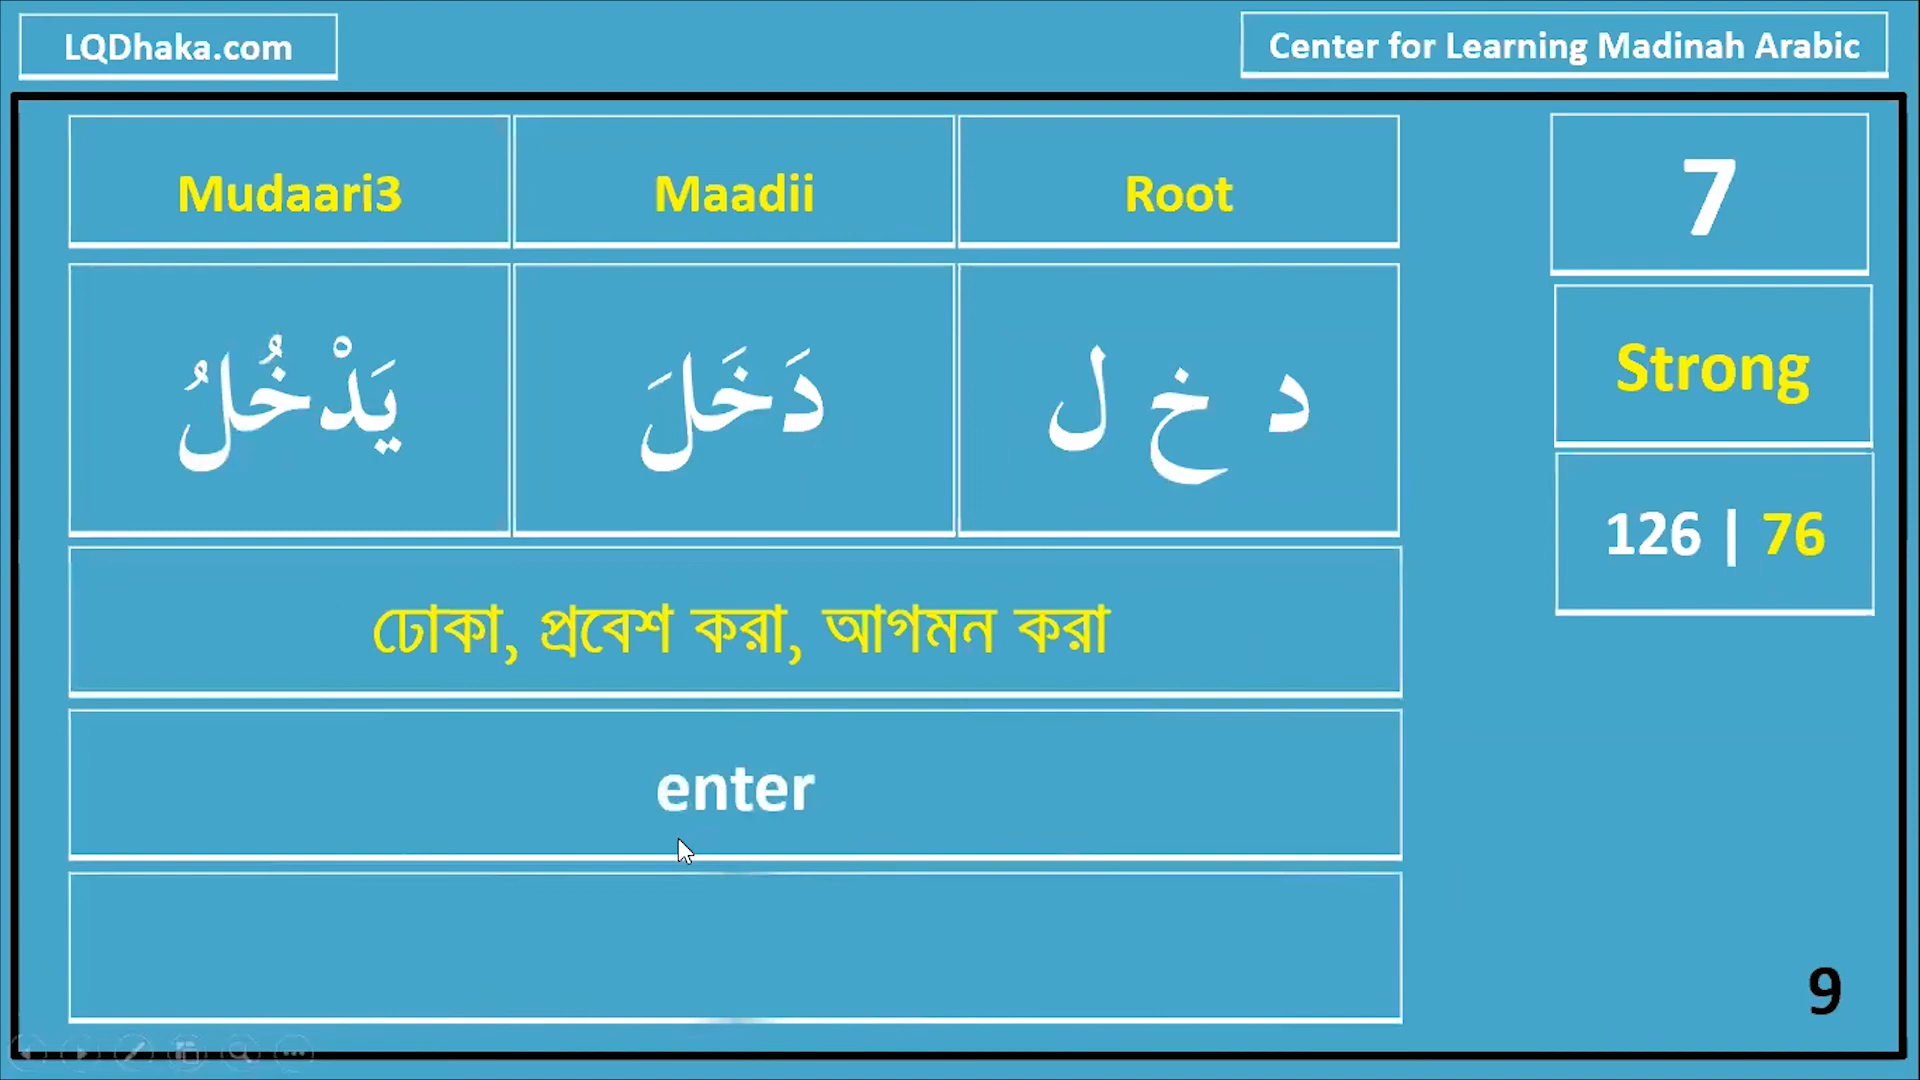 LQDhaka.com
Center for Learning Madinah Arabic
Mudaari3
Maadii
Root
7
يَدْخُلُ
دَخَلَ
د خ ل
Strong
126 | 76
ঢোকা, প্রবেশ করা, আগমন করা
enter
9